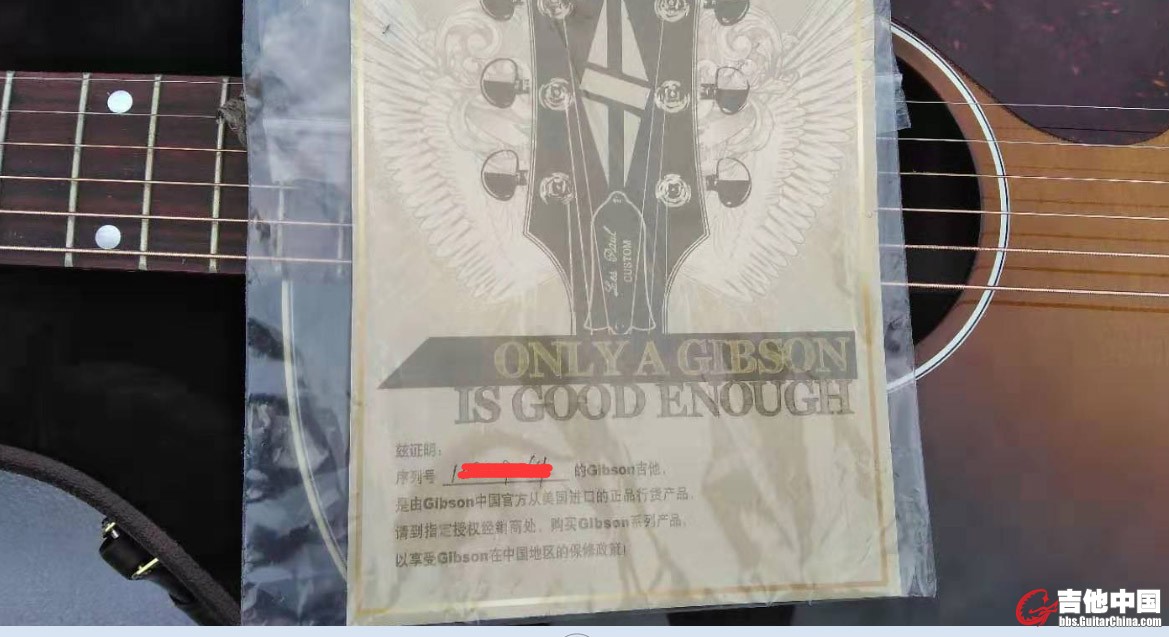 Les Paul
CUSTOM
ONLY A GIBSON
IS GOOD ENOUGH
兹证明：
序列号 的Gibson吉他，
是由Gibson中国官方从美国进口的正品行货产品，
请到指定授权经销商处，购买Gibson系列产品，
以享受Gibson在中国地区的保修政策！
吉他中国
bbs.GuitarChina.com